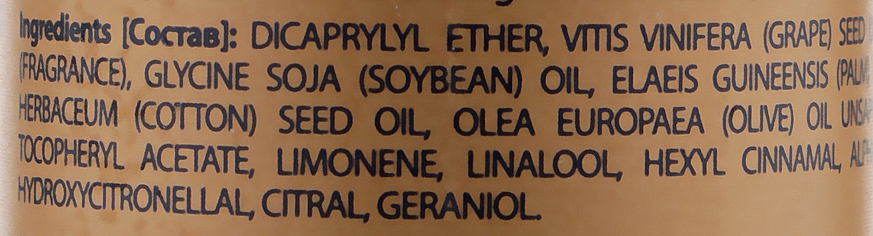 Ingredients [Состав]: DICAPRYLYL ETHER, VITIS VINIFERA (GRAPE) SEED
(FRAGRANCE), GLYCINE SOJA (SOYBEAN) OIL, ELAEIS GUINEENSIS (PALM
HERBACEUM (COTTON) SEED OIL, OLEA EUROPAEA (OLIVE) OIL
TOCOPHERYL ACETATE, LIMONENE, LINALOOL, HEXYL CINNAMAL,
HYDROXYCITRONELLAL, CITRAL, GERANIOL.